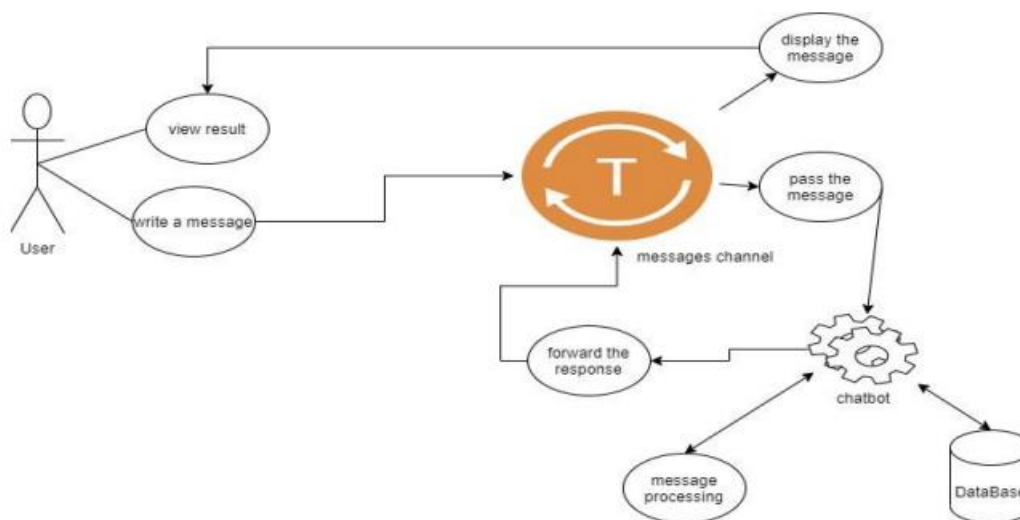 display the
message
view result
T
pass the
message
write a message
User
messages channel
forward the
response
chatbot
message
processing
DataBase